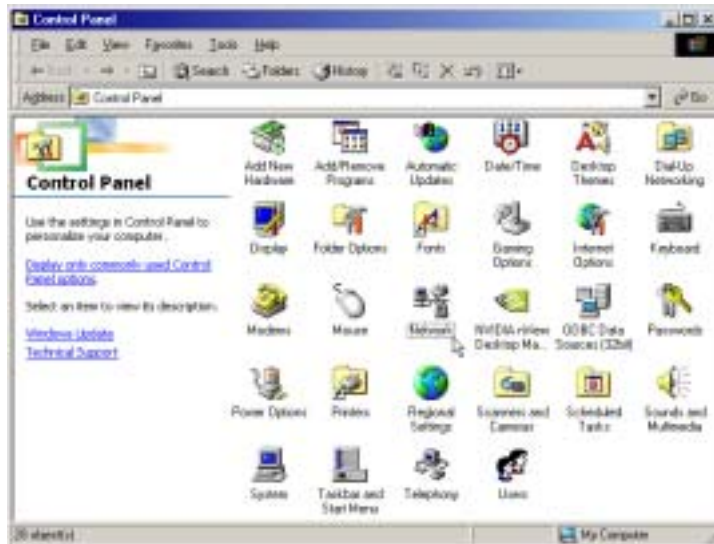 Control Panel
File Edit View Favorites Tools Help
Back Search Folders History
Address Control Panel Go
Control Panel
Use the settings in Control Panel to
personalize your computer.
Display only commonly used Control
Panel options
Select an item to view its description.
Windows Update
Technical Support
Add New
Hardware
Add/Remove
Programs
Automatic
Updates
Date/Time
Desktop
Themes
Dial-Up
Networking
Display
Folder Options
Fonts
Gaming
Options
Internet
Options
Keyboard
Modems
Mouse
Network
NVIDIA nView
Desktop Ma...
ODBC Data
Sources (32bit)
Passwords
Power Options
Printers
Regional
Settings
Scanners and
Cameras
Scheduled
Tasks
Sounds and
Multimedia
System
Taskbar and
Start Menu
Telephony
Users
28 object(s)
My Computer